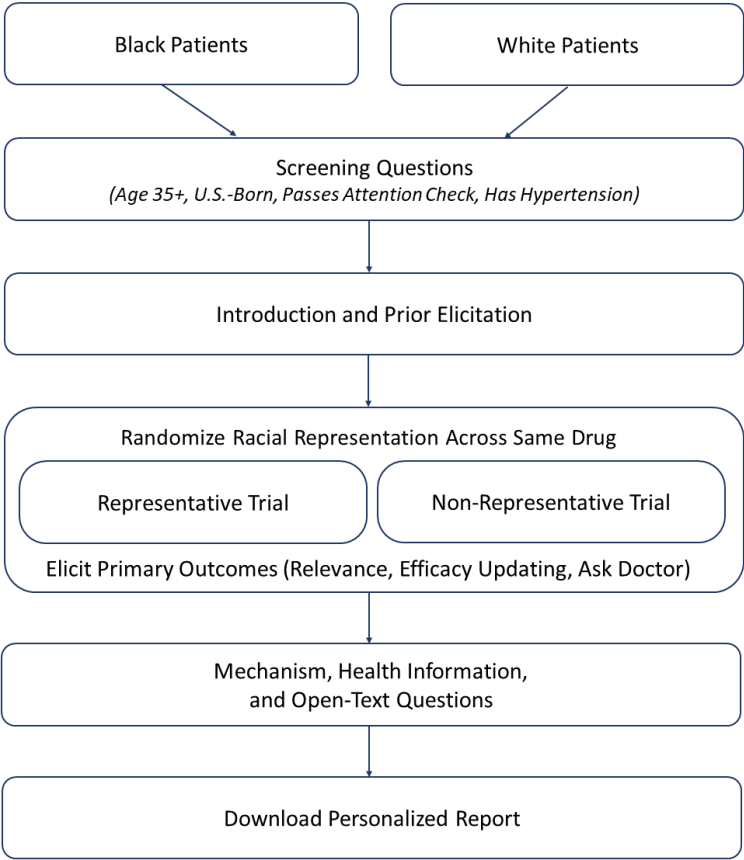 Black Patients
White Patients
Screening Questions
(Age 35+, U.S.-Born, Passes Attention Check, Has Hypertension)
Introduction and Prior Elicitation
Randomize Racial Representation Across Same Drug
Representative Trial
Non-Representative Trial
Elicit Primary Outcomes (Relevance, Efficacy Updating, Ask Doctor)
Mechanism, Health Information,
and Open-Text Questions
Download Personalized Report